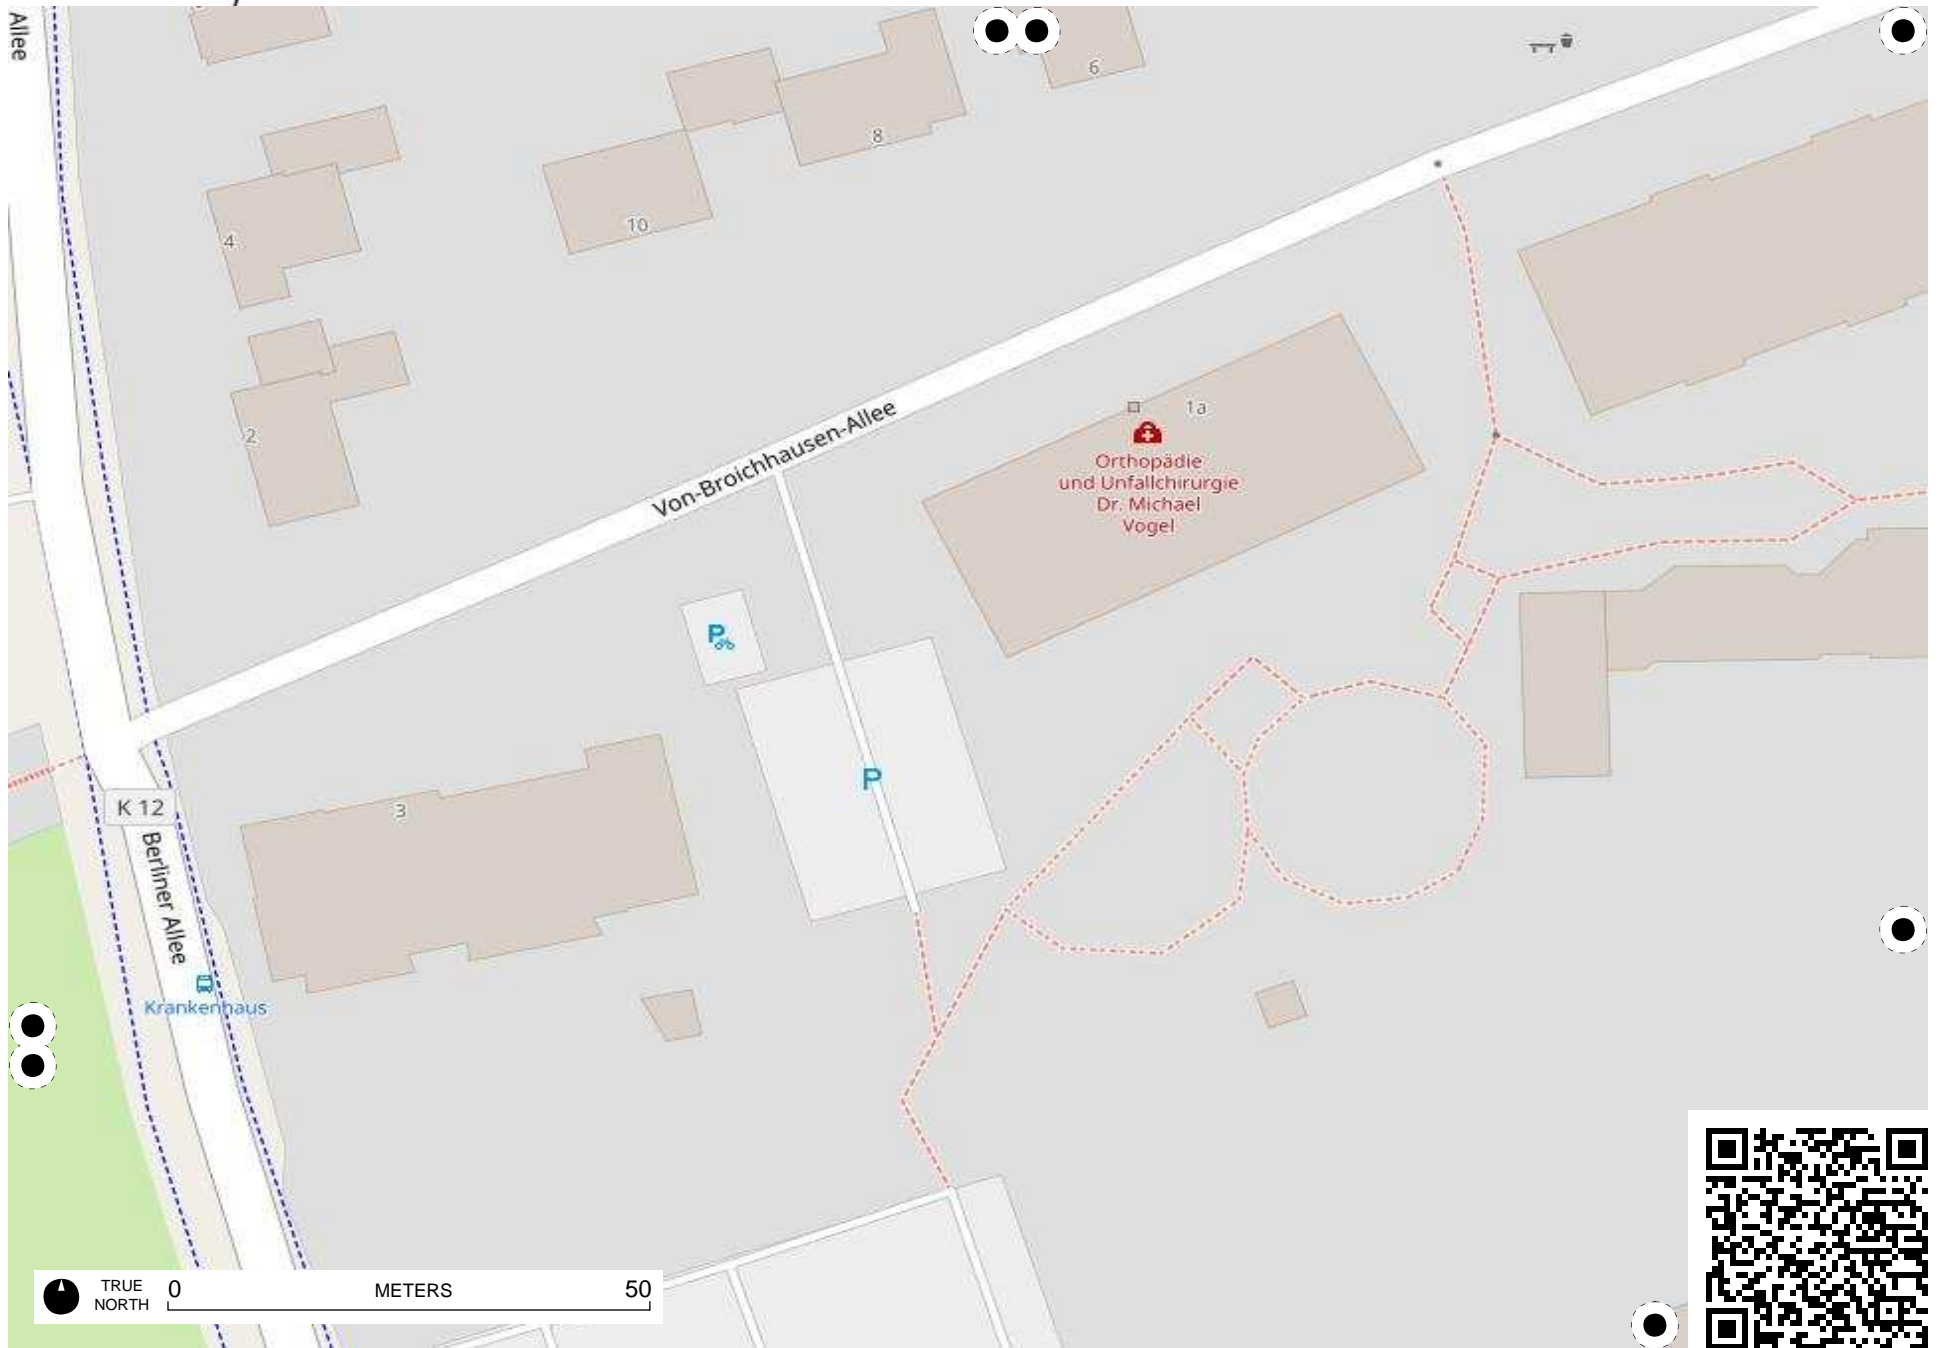 Allee
6
8
4
10
2
Von-Broichhausen-Allee
1a
Orthopädie
und Unfallchirurgie
Dr. Michael
Vogel
P
P
3
K 12
Berliner Allee
Krankenhaus
TRUE
NORTH
0
METERS
50